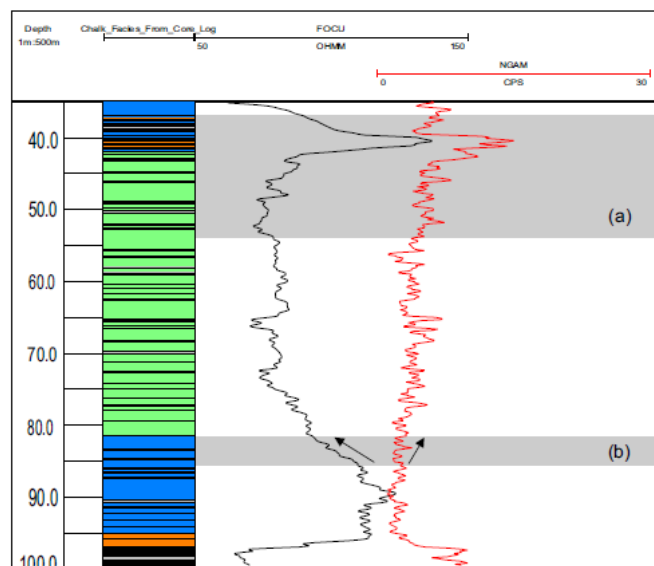 Depth Chalk_Facies_From_Core_Log FOCU
1m:500m 50 OHMM 150
NGAM
0 CPS 30
40.0
50.0
(a)
60.0
70.0
80.0
(b)
90.0
100.0